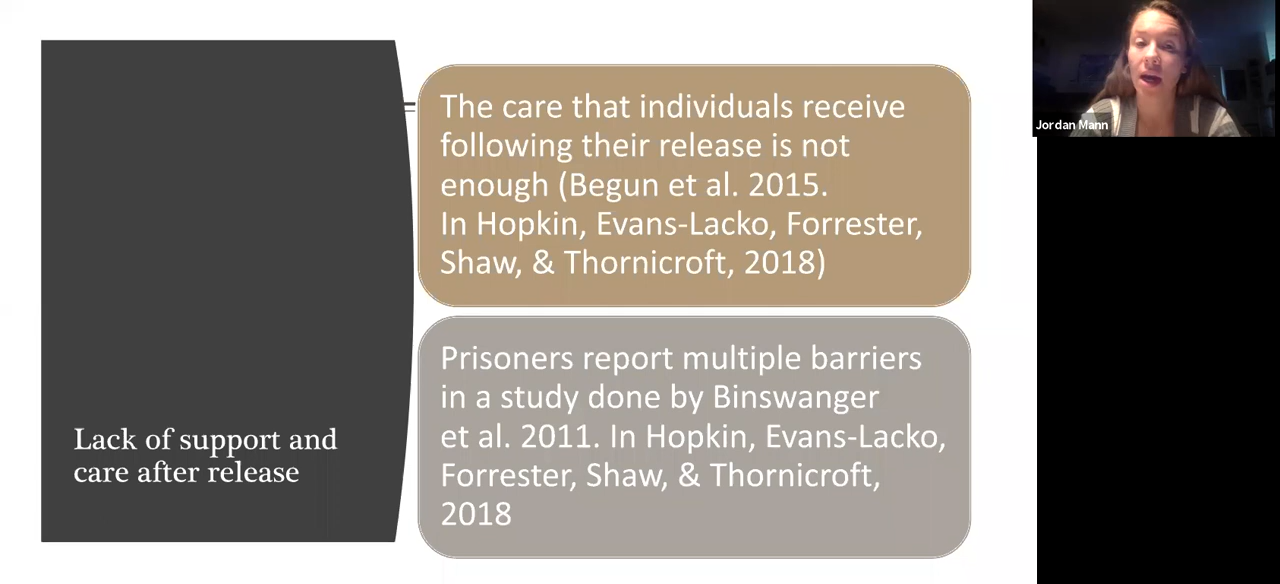 Lack of support and
care after release
The care that individuals receive
following their release is not
enough (Begun et al. 2015.
In Hopkin, Evans-Lacko, Forrester,
Shaw, & Thornicroft, 2018)
Prisoners report multiple barriers
in a study done by Binswanger
et al. 2011. In Hopkin, Evans-Lacko,
Forrester, Shaw, & Thornicroft,
2018
Jordan Mann